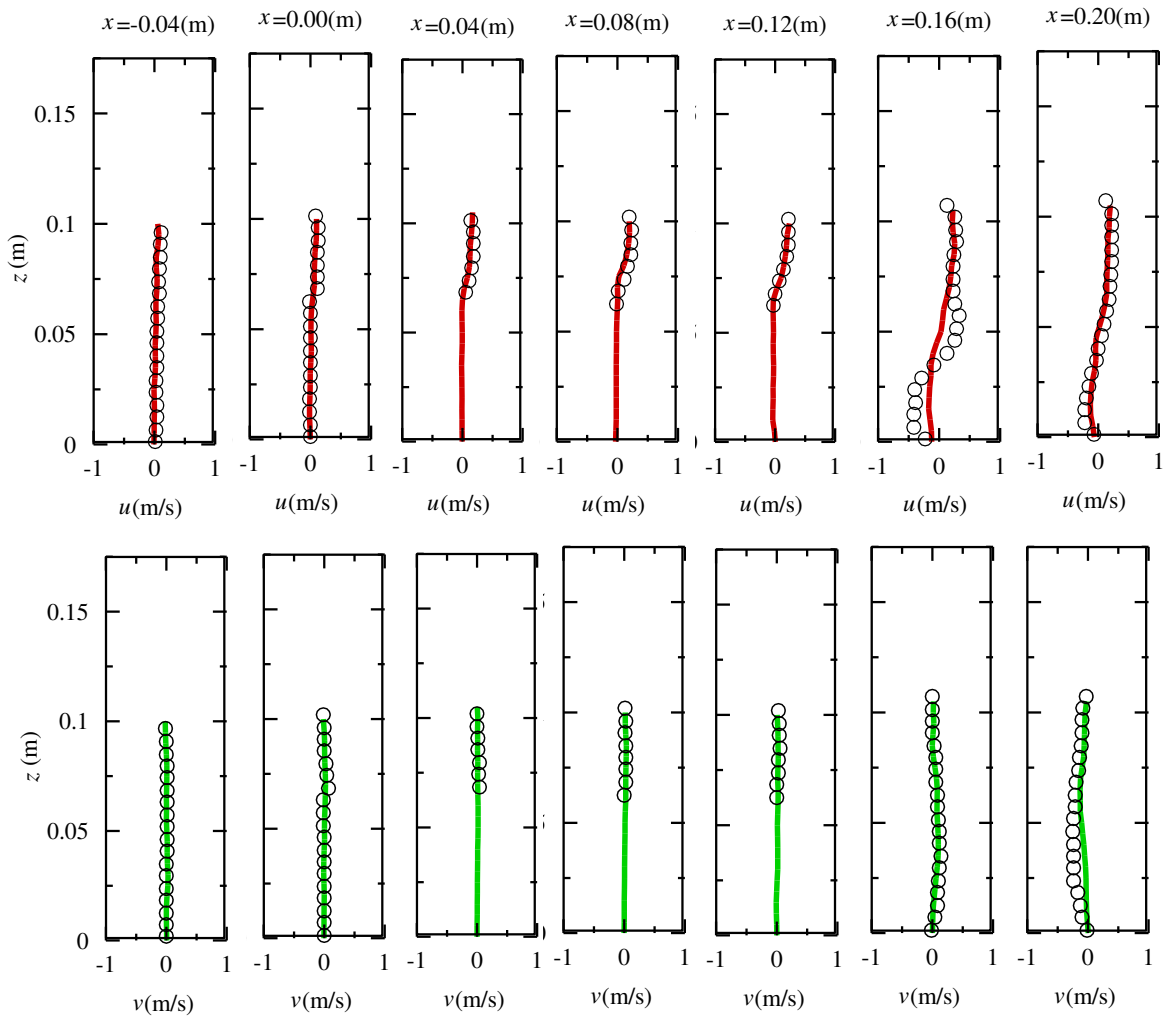 x=-0.04(m) x=0.00(m) x=0.04(m) x=0.08(m) x=0.12(m) x=0.16(m) x=0.20(m)
0.15
0.1
z (m)
0.05
0
-1 0 1 -1 0 1 -1 0 1 -1 0 1 -1 0 1 -1 0 1 -1 0 1
u(m/s) u(m/s) u(m/s) u(m/s) u(m/s) u(m/s) u(m/s)
0.15
0.1
z (m)
0.05
0
-1 0 1 -1 0 1 -1 0 1 -1 0 1 -1 0 1 -1 0 1 -1 0 1
v(m/s) v(m/s) v(m/s) v(m/s) v(m/s) v(m/s) v(m/s)